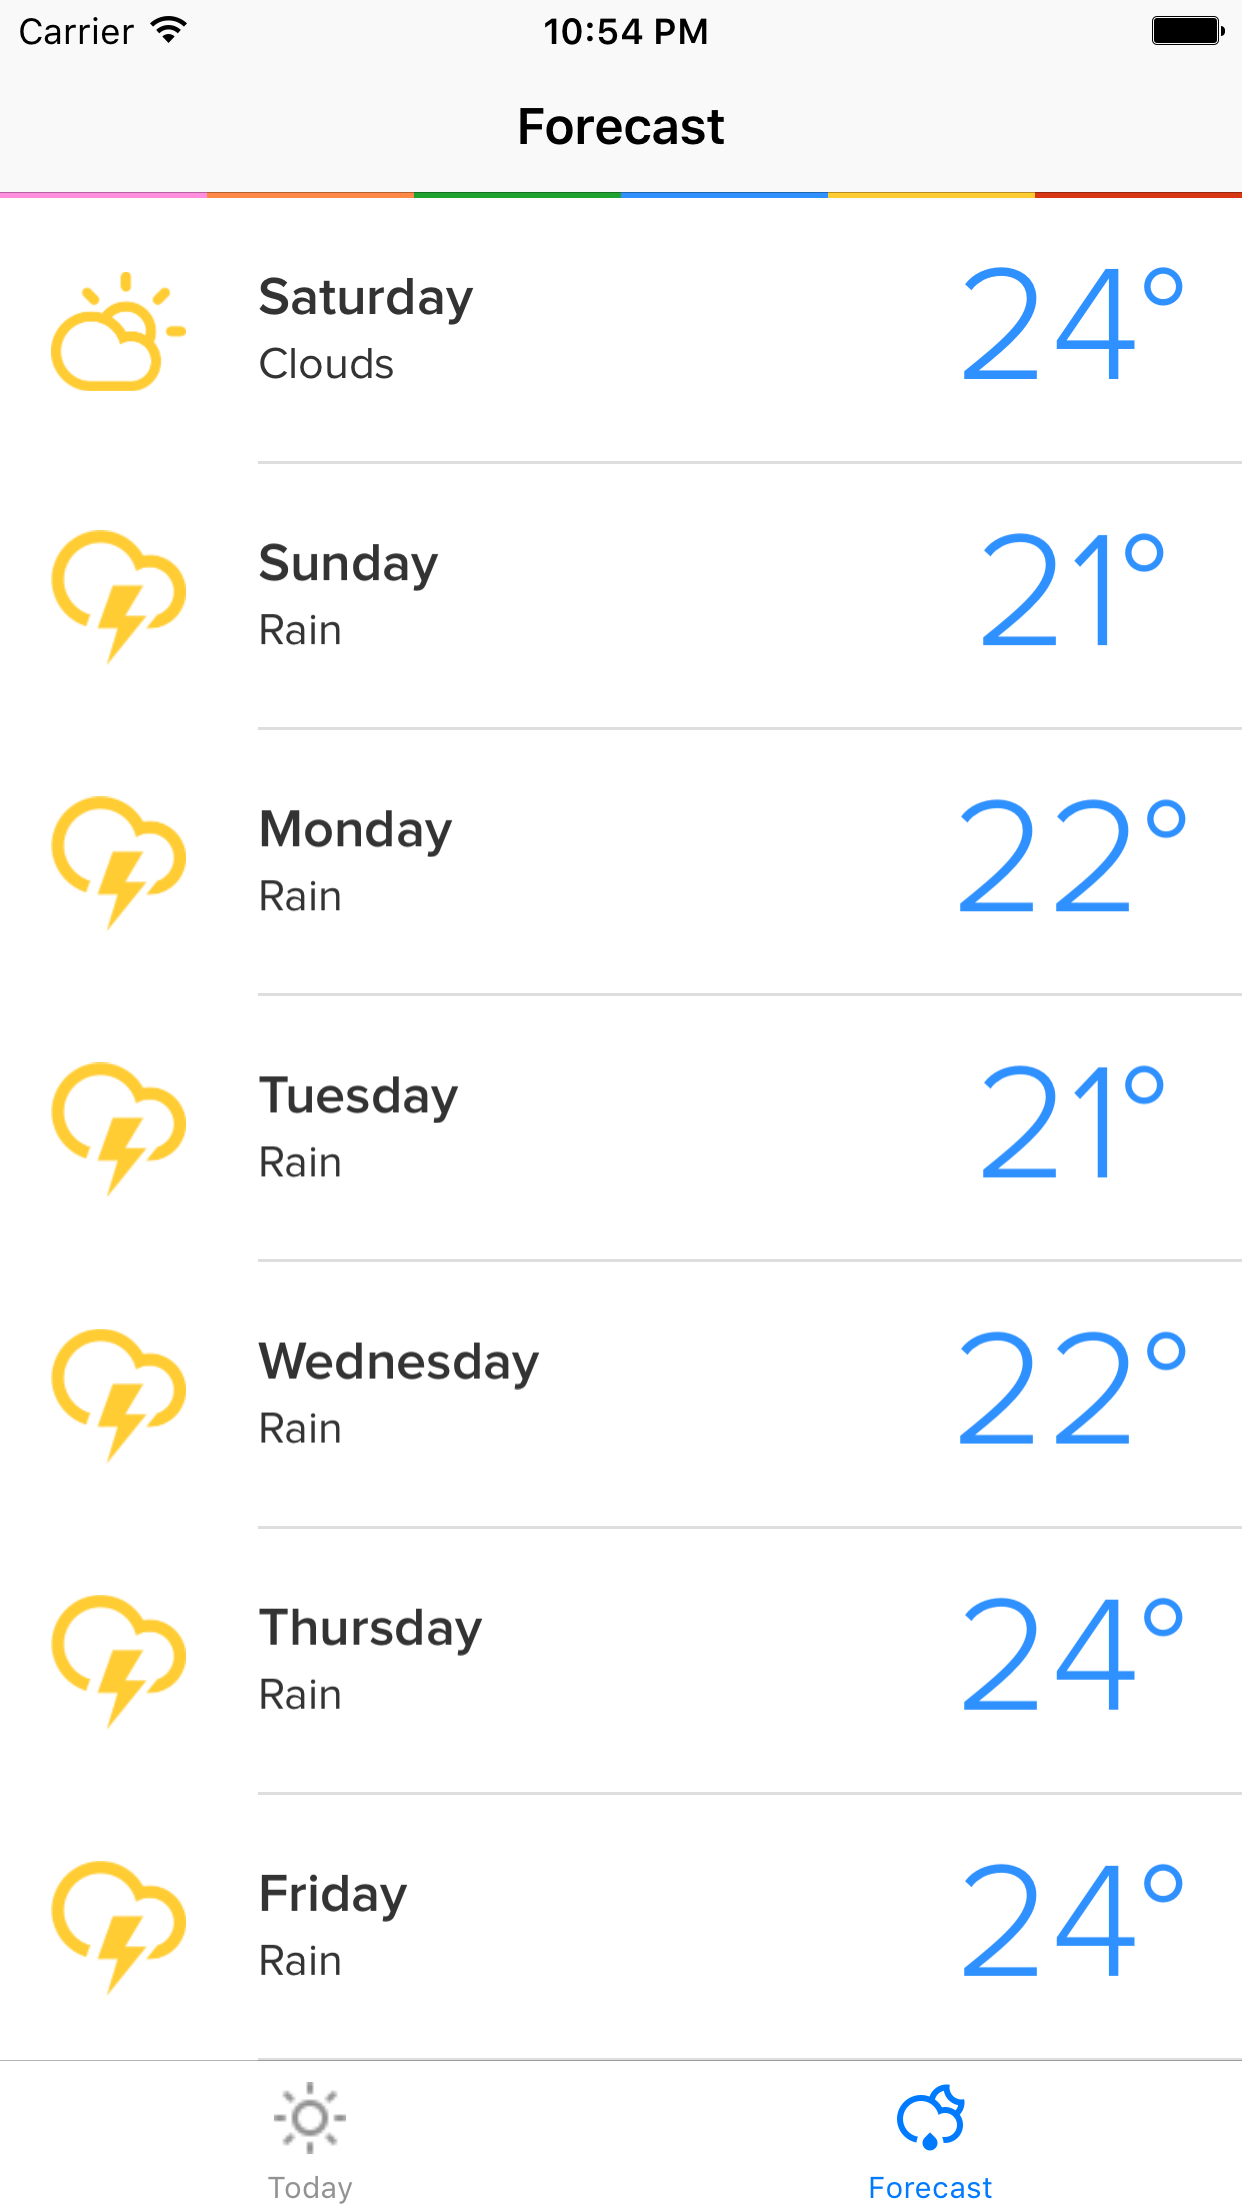 Carrier 10:54 PM
Forecast
Saturday
Clouds
24°
Sunday
Rain
21°
Monday
Rain
22°
Tuesday
Rain
21°
Wednesday
Rain
22°
Thursday
Rain
24°
Friday
Rain
24°
Today Forecast